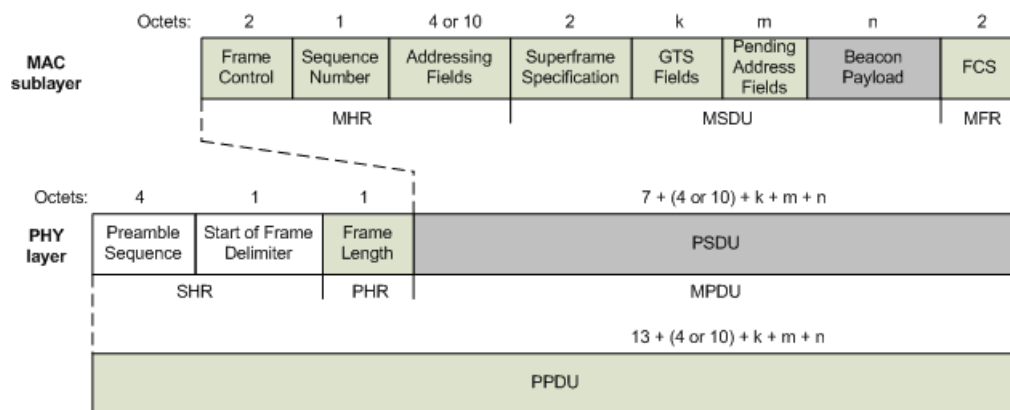 Octets: 2 1 4 or 10 2 k m n 2
MAC sublayer
Frame Control
Sequence Number
Addressing Fields
Superframe Specification
GTS Fields
Pending Address Fields
Beacon Payload
FCS
MHR MSDU MFR
Octets: 4 1 1 7 + (4 or 10) + k + m + n
PHY layer
Preamble Sequence
Start of Frame Delimiter
Frame Length
PSDU
SHR PHR MPDU
13 + (4 or 10) + k + m + n
PPDU